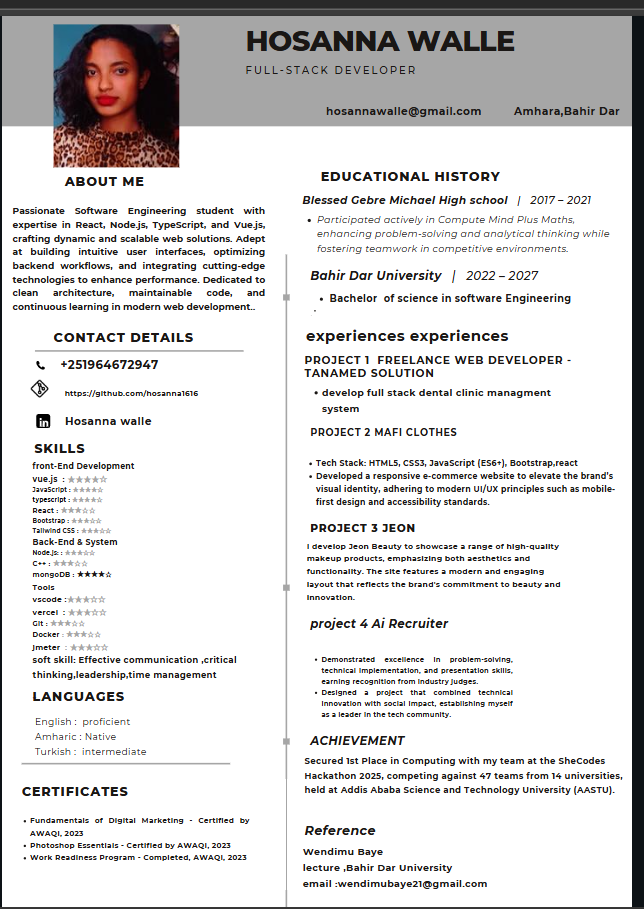 HOSANNA WALLE
FULL-STACK DEVELOPER
hosannawalle@gmail.com
Amhara,Bahir Dar
ABOUT ME
Passionate Software Engineering student with
expertise in React, Node.js, TypeScript, and Vue.js,
crafting dynamic and scalable web solutions. Adept
at building intuitive user interfaces, optimizing
backend workflows, and integrating cutting-edge
technologies to enhance performance. Dedicated to
clean architecture, maintainable code, and
continuous learning in modern web development..
CONTACT DETAILS
+251964672947
https://github.com/hosanna1616
in Hosanna walle
SKILLS
front-End Development
vue.js : ★★★★☆
JavaScript : ★★★★☆
typescript : ★★★★☆
React : ★★★☆☆
Bootstrap : ★★★☆☆
Tailwind CSS : ★★★☆☆
Back-End & System
Node.js: : ★★★☆☆
C++ : ★★★☆☆
mongoDB : ★★★★☆
Tools
vscode :★★★☆☆
vercel : ★★★☆☆
Git : ★★★☆☆
Docker : ★★★☆☆
jmeter : ★★★☆☆
soft skill: Effective communication ,critical
thinking,leadership,time management
LANGUAGES
English : proficient
Amharic : Native
Turkish : intermediate
CERTIFICATES
• Fundamentals of Digital Marketing - Certified by
AWAQI, 2023
• Photoshop Essentials - Certified by AWAQI, 2023
• Work Readiness Program - Completed, AWAQI, 2023
EDUCATIONAL HISTORY
Blessed Gebre Michael High school | 2017 – 2021
• Participated actively in Compute Mind Plus Maths,
enhancing problem-solving and analytical thinking while
fostering teamwork in competitive environments.
Bahir Dar University | 2022 – 2027
• Bachelor of science in software Engineering
experiences experiences
PROJECT 1 FREELANCE WEB DEVELOPER -
TANAMED SOLUTION
• develop full stack dental clinic managment
system
PROJECT 2 MAFI CLOTHES
• Tech Stack: HTML5, CSS3, JavaScript (ES6+), Bootstrap,react
• Developed a responsive e-commerce website to elevate the brand's
visual identity, adhering to modern UI/UX principles such as mobile-
first design and accessibility standards.
PROJECT 3 JEON
I develop Jeon Beauty to showcase a range of high-quality
makeup products, emphasizing both aesthetics and
functionality. The site features a modern and engaging
layout that reflects the brand's commitment to beauty and
innovation.
project 4 Ai Recruiter
• Demonstrated excellence in problem-solving,
technical implementation, and presentation skills,
earning recognition from industry judges.
• Designed a project that combined technical
innovation with social impact, establishing myself
as a leader in the tech community.
ACHIEVEMENT
Secured 1st Place in Computing with my team at the SheCodes
Hackathon 2025, competing against 47 teams from 14 universities,
held at Addis Ababa Science and Technology University (AASTU).
Reference
Wendimu Baye
lecture ,Bahir Dar University
email :wendimubaye21@gmail.com